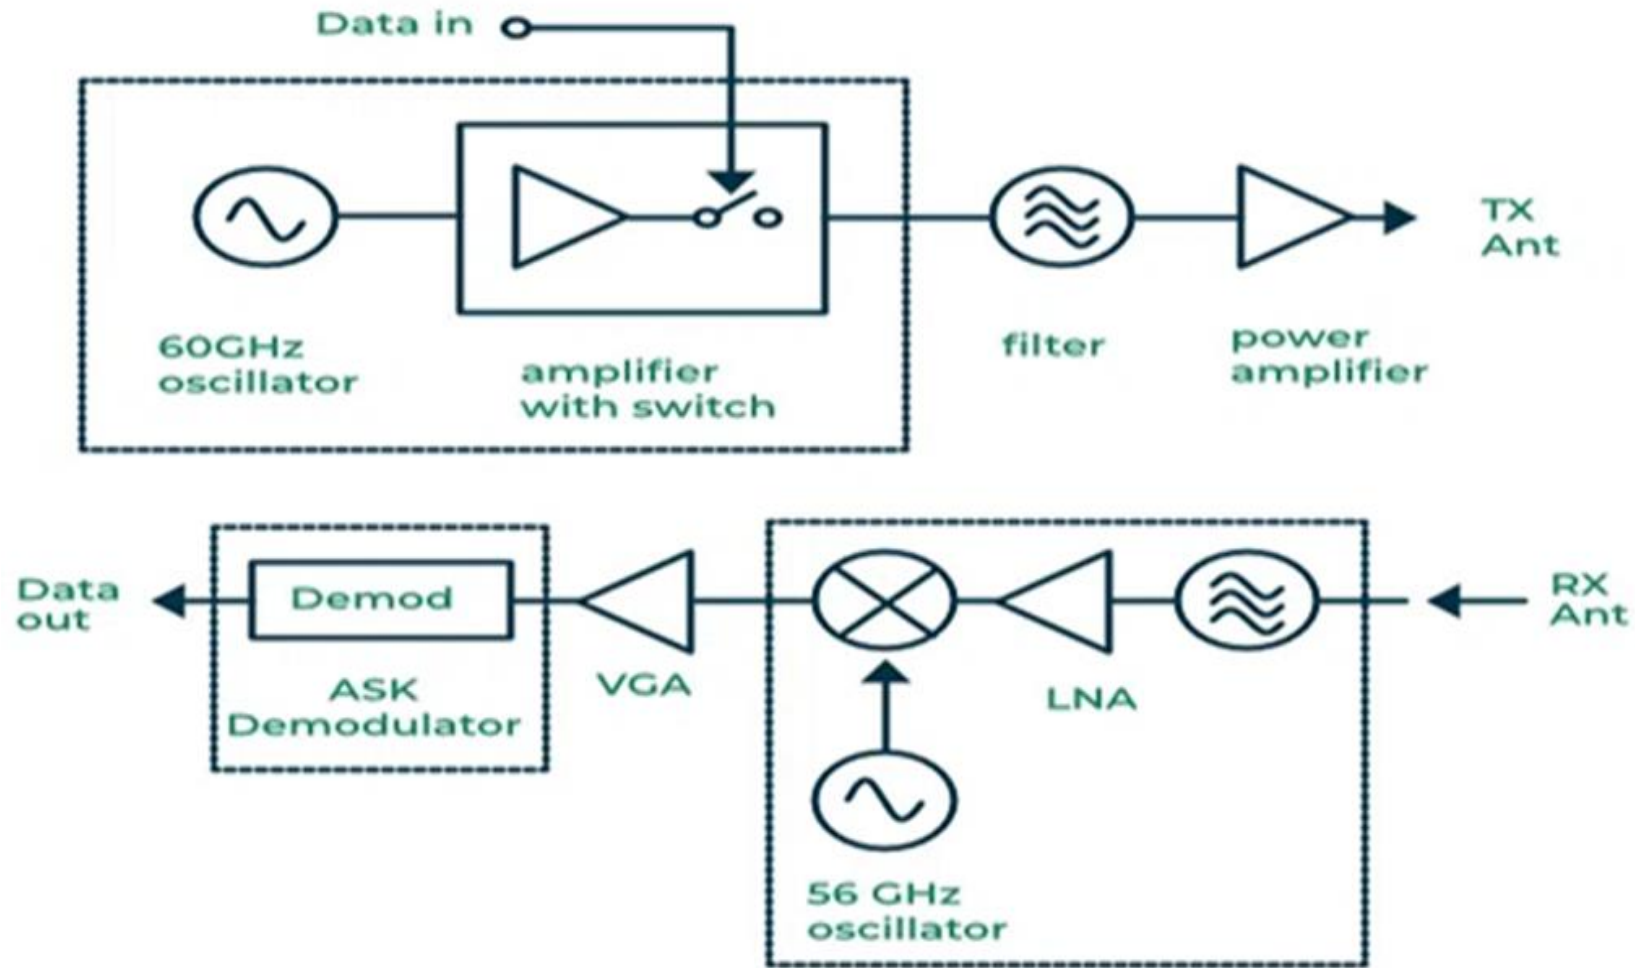 Data in
TX
Ant
60GHz
oscillator
amplifier
with switch
filter
power
amplifier
Data
out
Demod
ASK
Demodulator
VGA
LNA
RX
Ant
56 GHz
oscillator